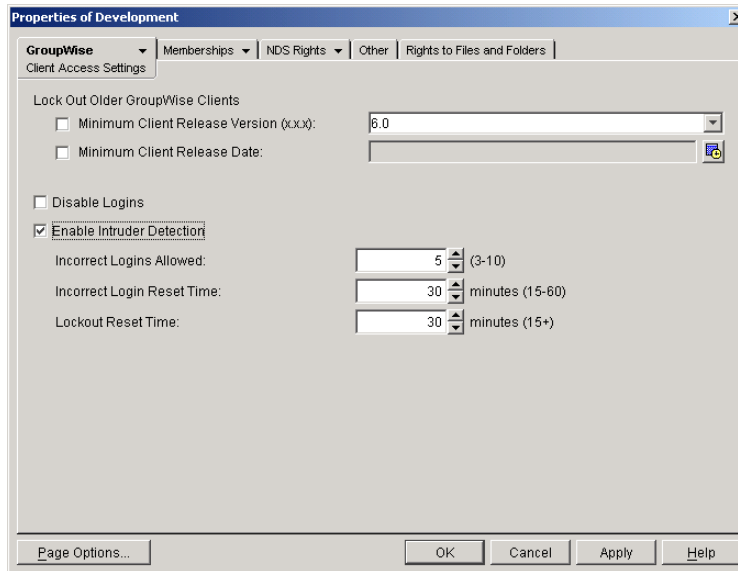 Properties of Development
GroupWise Memberships NDS Rights Other Rights to Files and Folders
Client Access Settings
Lock Out Older GroupWise Clients
Minimum Client Release Version (x.x.x): 6.0
Minimum Client Release Date:
Disable Logins
Enable Intruder Detection
Incorrect Logins Allowed: 5 (3-10)
Incorrect Login Reset Time: 30 minutes (15-60)
Lockout Reset Time: 30 minutes (15+)
Page Options... OK Cancel Apply Help